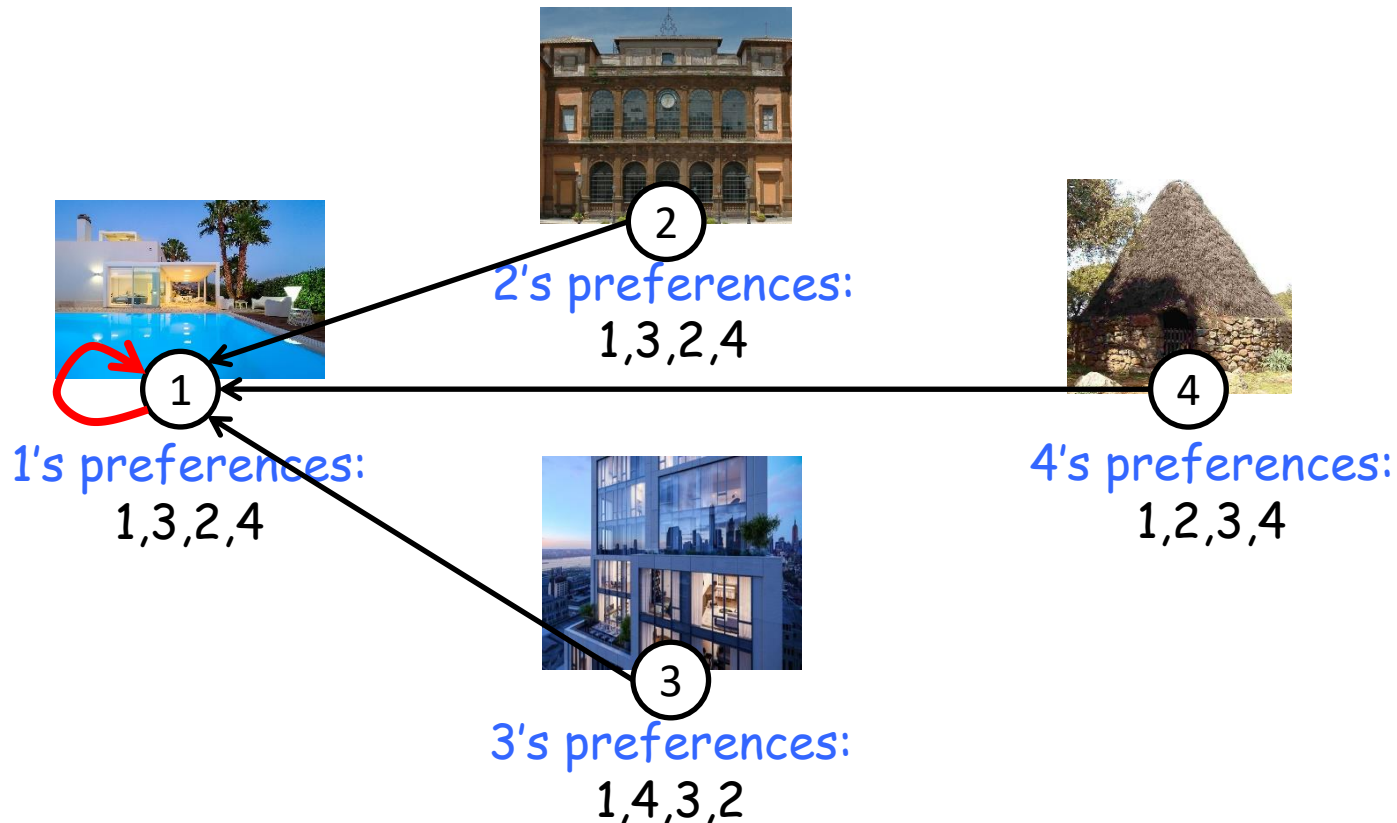 2
2's preferences:
1,3,2,4
1
1's preferences:
1,3,2,4
4
4's preferences:
1,2,3,4
3
3's preferences:
1,4,3,2